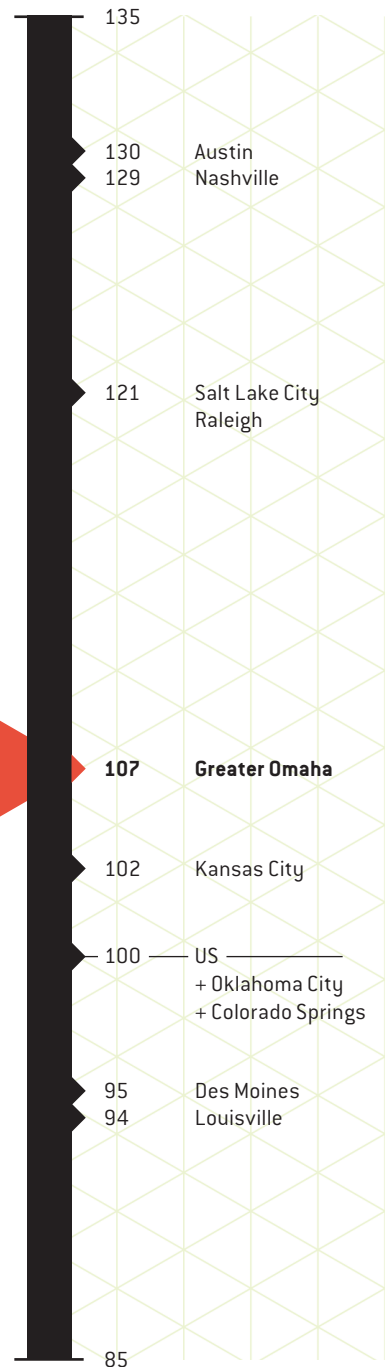 135
130 Austin
129 Nashville
121 Salt Lake City
Raleigh
107 Greater Omaha
102 Kansas City
100 US
+ Oklahoma City
+ Colorado Springs
95 Des Moines
94 Louisville
85